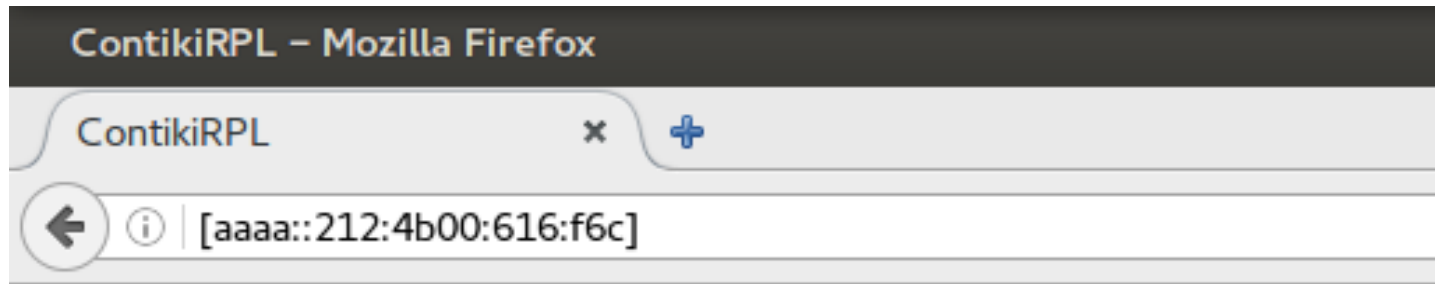 ContikiRPL – Mozilla Firefox
ContikiRPL
[aaaa::212:4b00:616:f6c]